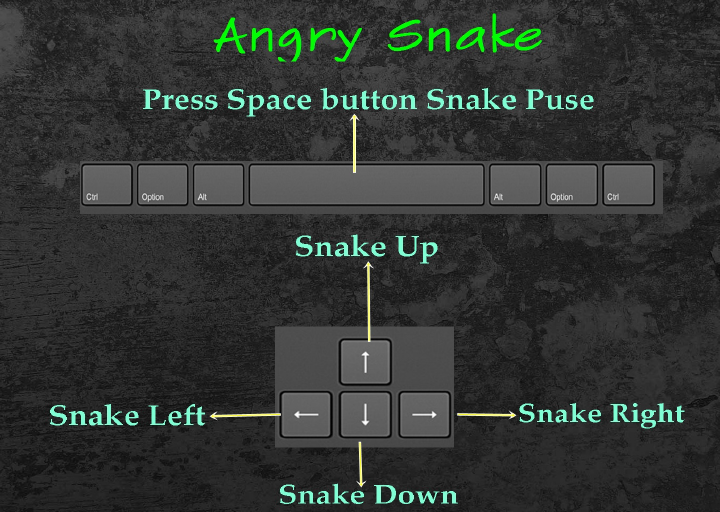 Angry Snake
Press Space button Snake Puse
Ctrl Option Alt Alt Option Ctrl
Snake Up
↑
Snake Left ← ↓ → Snake Right
Snake Down